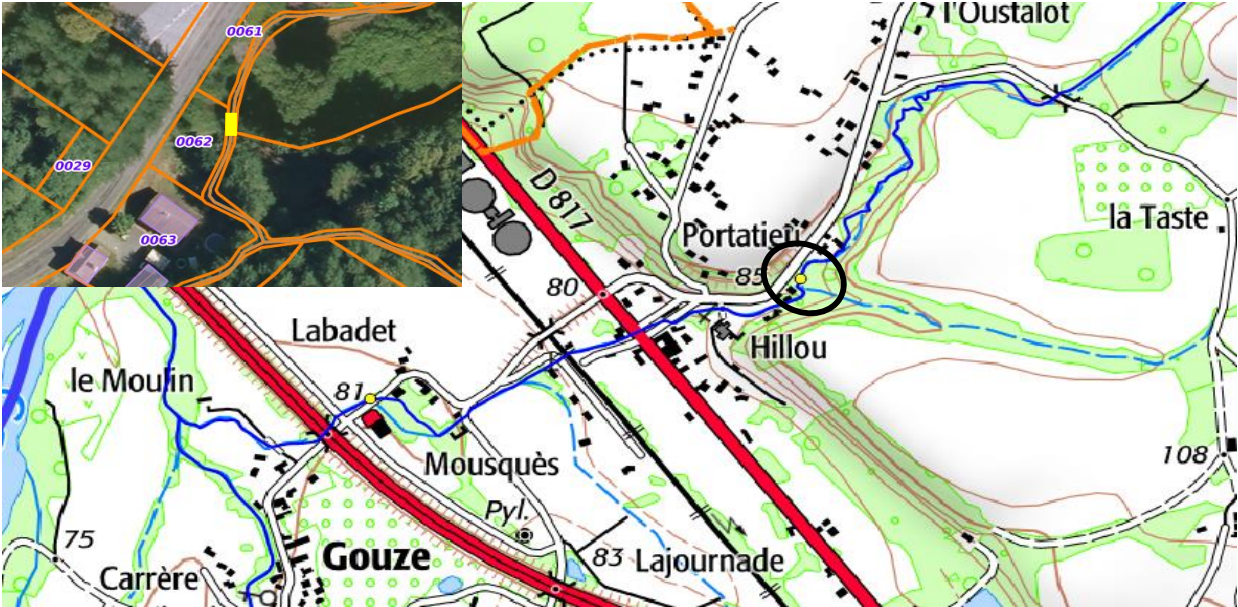 0061
0062
0029
0063
l'Oustalot
D 817
la Taste
Portatieu
85
80
Hillou
Labadet
le Moulin
81
Mousquès
108
Pyl.
75
Gouze
83
Lajournade
Carrère